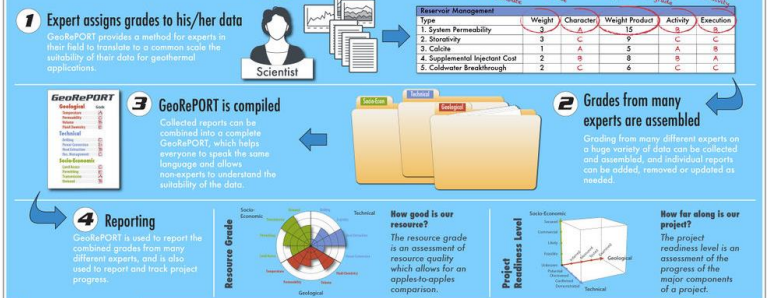 1 Expert assigns grades to his/her data
GeoRePORT provides a method for experts in
their field to translate to a common scale the
suitability of their data for geothermal
applications.
Scientist
Reservoir Management
Type Weight Character Weight Product Activity Execution
1. System Permeability 3 A 15 B B
2. Storativity 3 C 9 C C
3. Calcite 1 A 5 A B
4. Supplemental Injectant Cost 2 B 8 B A
5. Coldwater Breakthrough 2 C 6 C C
2 Grades from many
experts are assembled
Grading from many different experts on
a huge variety of data can be collected
and assembled, and individual reports
can be added, removed or updated as
needed.
Socio-Econ
Technical
Geological
3 GeoRePORT is compiled
Collected reports can be
combined into a complete
GeoRePORT, which helps
everyone to speak the same
language and allows
non-experts to understand the
suitability of the data.
GeoRePORT
Geological
Technical
Socio-Economic
4 Reporting
GeoRePORT is used to report the
combined grades from many
different experts, and is also
used to report and track project
progress.
Resource Grade
Socio-
Economic
Technical
Geological
How good is our
resource?
The resource grade
is an assessment of
resource quality
which allows for an
apples-to-apples
comparison.
Project
Readiness Level
Socio-Economic
Geological
Technical
How far along is our
project?
The project
readiness level is an
assessment of the
progress of the
major components
of a project.